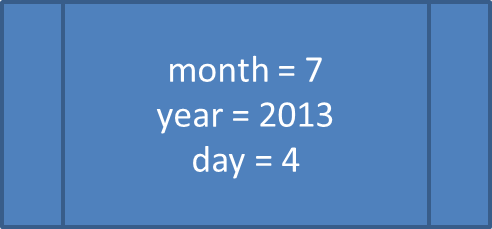 month = 7
year = 2013
day = 4